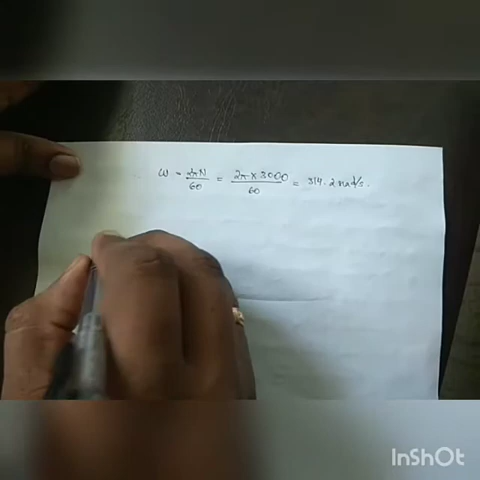 ω = 2πN/60 = 2π × 3000/60 = 314.2 rad/s.
InShOt